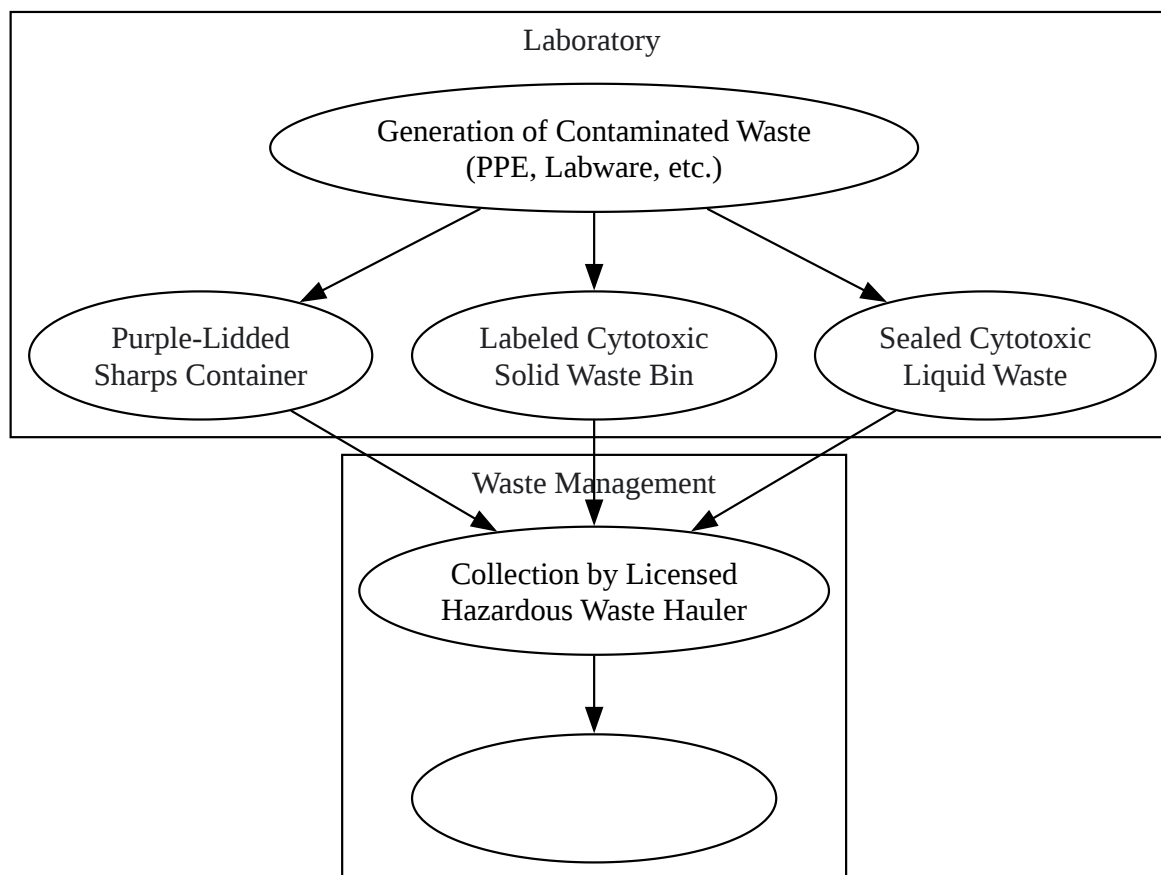 Laboratory
Generation of Contaminated Waste
(PPE, Labware, etc.)
Purple-Lidded
Sharps Container
Labeled Cytotoxic
Solid Waste Bin
Sealed Cytotoxic
Liquid Waste
Waste Management
Collection by Licensed
Hazardous Waste Hauler